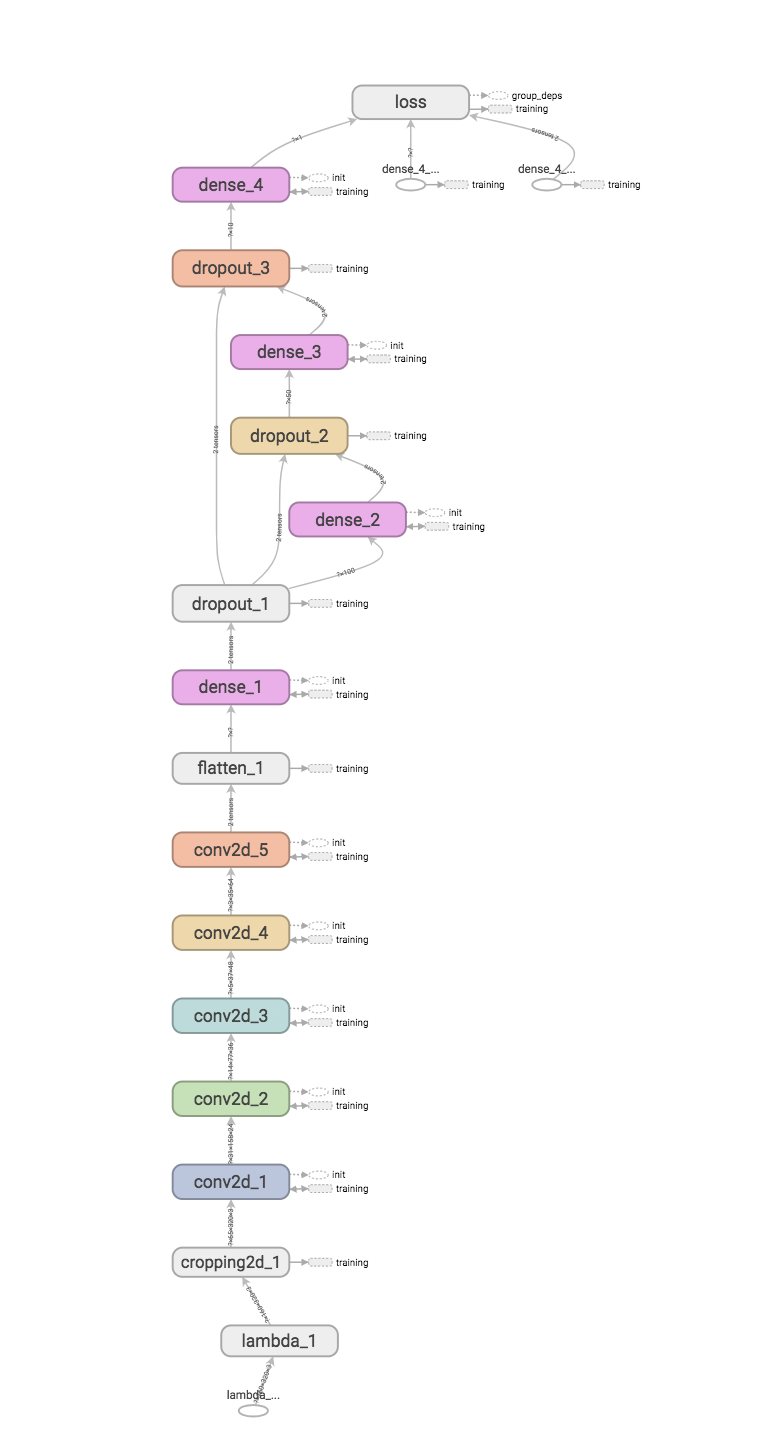 loss
group_deps
training
?×1
?×?
2 tensors
dense_4_...
training
dense_4_...
training
dense_4
init
training
?×10
dropout_3
training
2 tensors
dense_3
init
training
2 tensors
?×50
dropout_2
training
2 tensors
2 tensors
dense_2
init
training
?×100
dropout_1
training
2 tensors
dense_1
init
training
?×?
flatten_1
training
2 tensors
conv2d_5
init
training
?×3×35×64
conv2d_4
init
training
?×5×37×48
conv2d_3
init
training
?×14×77×36
conv2d_2
init
training
?×31×158×24
conv2d_1
init
training
?×65×320×3
cropping2d_1
training
?×160×320×3
lambda_1
lambda_...